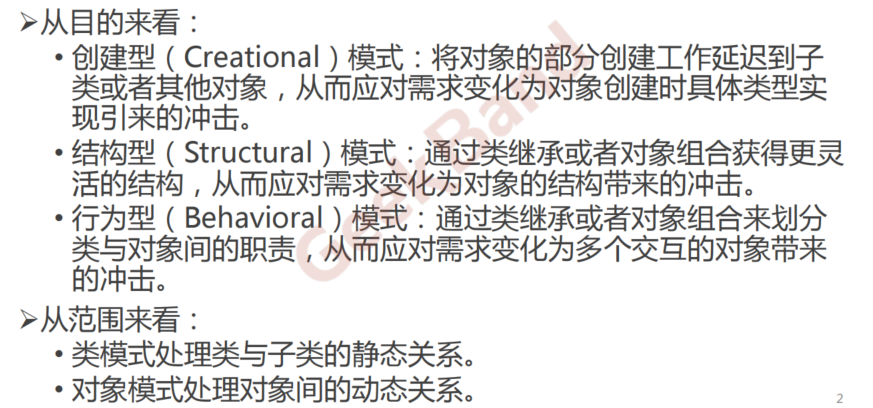 ➢从目的来看：
• 创建型（Creational）模式：将对象的部分创建工作延迟到子
类或者其他对象，从而应对需求变化为对象创建时具体类型实
现引来的冲击。
• 结构型（Structural）模式：通过类继承或者对象组合获得更灵
活的结构，从而应对需求变化为对象的结构带来的冲击。
• 行为型（Behavioral）模式：通过类继承或者对象组合来划分
类与对象间的职责，从而应对需求变化为多个交互的对象带来
的冲击。
➢从范围来看：
• 类模式处理类与子类的静态关系。
• 对象模式处理对象间的动态关系。
2
GeekBand